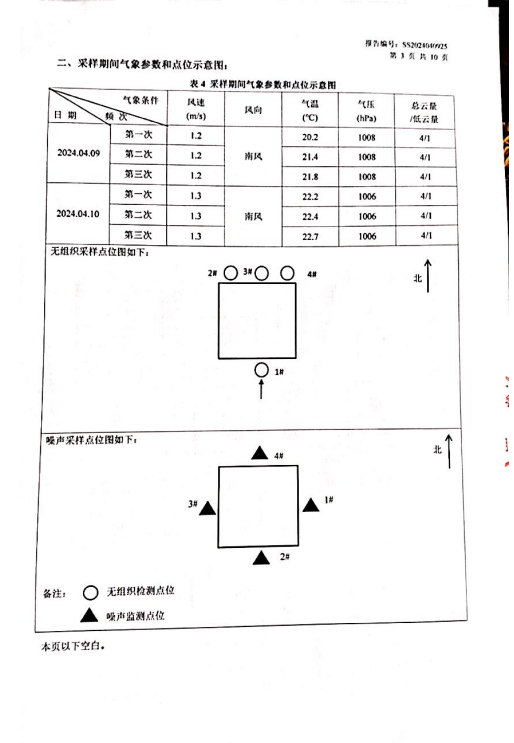 报告编号：SS2024040925
第 3 页 共 10 页
二、采样期间气象参数和点位示意图：
表 4 采样期间气象参数和点位示意图
日 期 频 次 气象条件 风速 (m/s) 风向 气温 (℃) 气压 (hPa) 总云量 /低云量
2024.04.09 第一次 1.2 南风 20.2 1008 4/1
第二次 1.2 21.4 1008 4/1
第三次 1.2 21.8 1008 4/1
2024.04.10 第一次 1.3 南风 22.2 1006 4/1
第二次 1.3 22.4 1006 4/1
第三次 1.3 22.7 1006 4/1
无组织采样点位图如下：
2# 3# 4#
北
1#
噪声采样点位图如下：
北
4#
3# 1#
2#
备注： 无组织检测点位
噪声监测点位
本页以下空白。